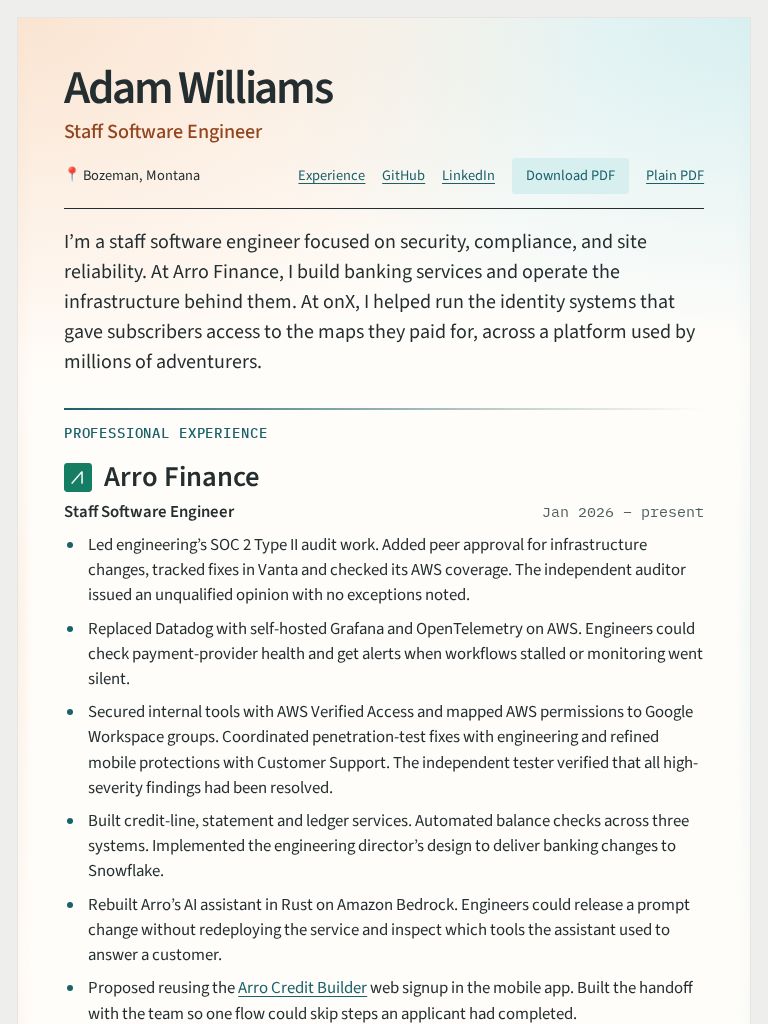 Adam Williams
Staff Software Engineer
📍 Bozeman, Montana Experience GitHub LinkedIn Download PDF Plain PDF
I’m a staff software engineer focused on security, compliance, and site
reliability. At Arro Finance, I build banking services and operate the
infrastructure behind them. At onX, I helped run the identity systems that
gave subscribers access to the maps they paid for, across a platform used by
millions of adventurers.
PROFESSIONAL EXPERIENCE
Arro Finance
Staff Software Engineer Jan 2026 – present
• Led engineering’s SOC 2 Type II audit work. Added peer approval for infrastructure
changes, tracked fixes in Vanta and checked its AWS coverage. The independent auditor
issued an unqualified opinion with no exceptions noted.
• Replaced Datadog with self-hosted Grafana and OpenTelemetry on AWS. Engineers could
check payment-provider health and get alerts when workflows stalled or monitoring went
silent.
• Secured internal tools with AWS Verified Access and mapped AWS permissions to Google
Workspace groups. Coordinated penetration-test fixes with engineering and refined
mobile protections with Customer Support. The independent tester verified that all high-
severity findings had been resolved.
• Built credit-line, statement and ledger services. Automated balance checks across three
systems. Implemented the engineering director’s design to deliver banking changes to
Snowflake.
• Rebuilt Arro’s AI assistant in Rust on Amazon Bedrock. Engineers could release a prompt
change without redeploying the service and inspect which tools the assistant used to
answer a customer.
• Proposed reusing the Arro Credit Builder web signup in the mobile app. Built the handoff
with the team so one flow could skip steps an applicant had completed.